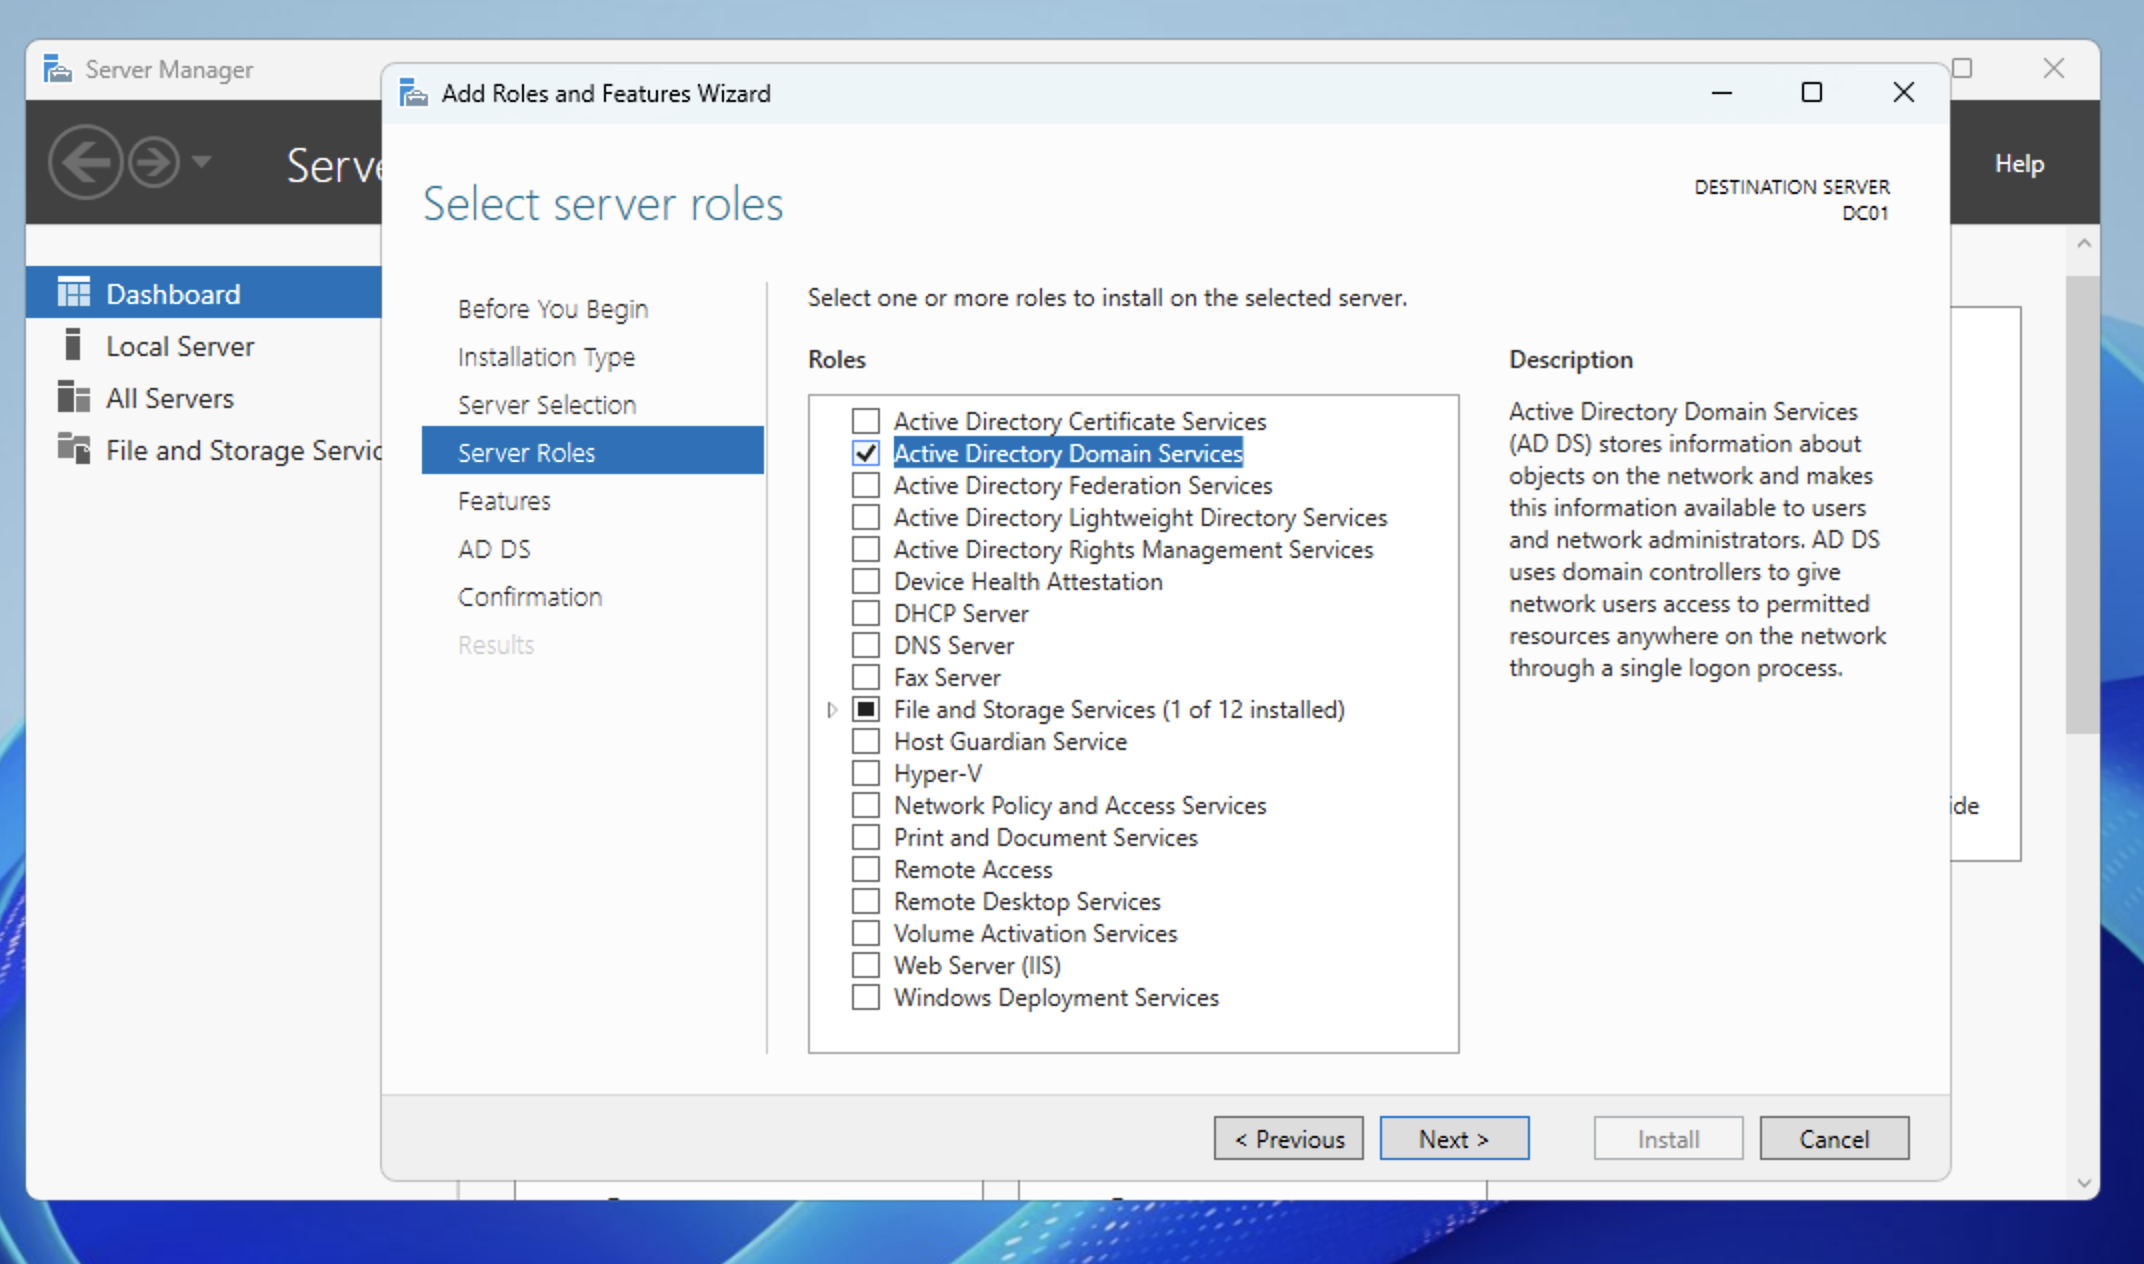 Server Manager
Add Roles and Features Wizard
Serve
Help
Select server roles
DESTINATION SERVER
DC01
Dashboard
Local Server
All Servers
File and Storage Servic
Before You Begin
Installation Type
Server Selection
Server Roles
Features
AD DS
Confirmation
Results
Select one or more roles to install on the selected server.
Roles
Active Directory Certificate Services
Active Directory Domain Services
Active Directory Federation Services
Active Directory Lightweight Directory Services
Active Directory Rights Management Services
Device Health Attestation
DHCP Server
DNS Server
Fax Server
File and Storage Services (1 of 12 installed)
Host Guardian Service
Hyper-V
Network Policy and Access Services
Print and Document Services
Remote Access
Remote Desktop Services
Volume Activation Services
Web Server (IIS)
Windows Deployment Services
Description
Active Directory Domain Services
(AD DS) stores information about
objects on the network and makes
this information available to users
and network administrators. AD DS
uses domain controllers to give
network users access to permitted
resources anywhere on the network
through a single logon process.
ide
< Previous
Next >
Install
Cancel